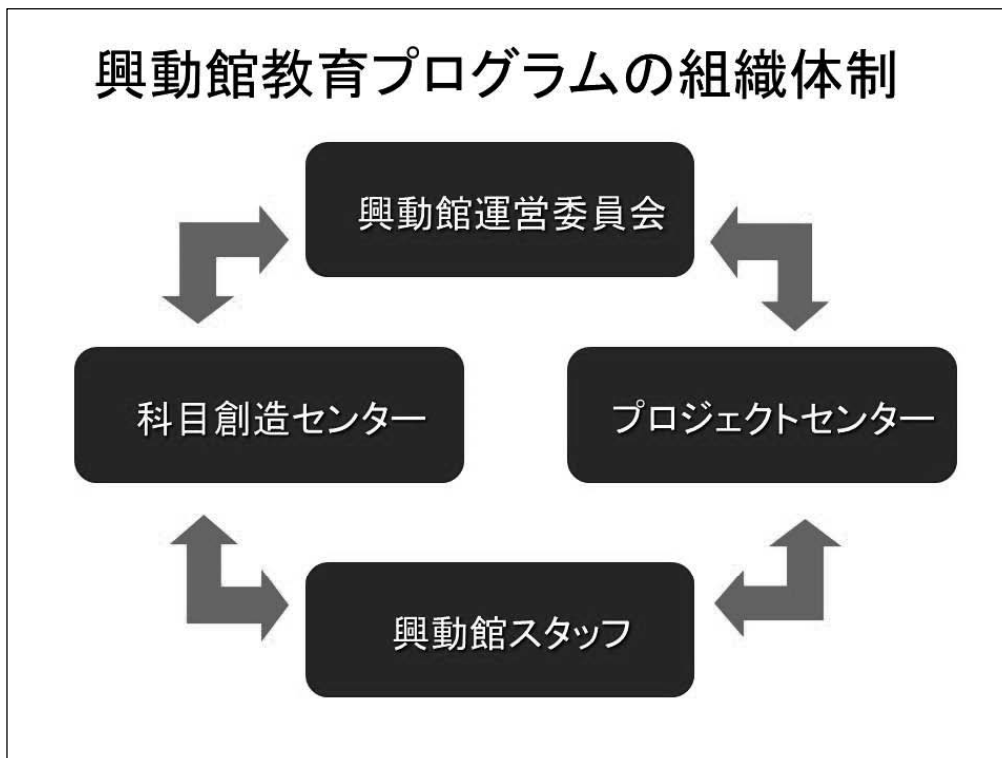 興動館教育プログラムの組織体制
興動館運営委員会
科目創造センター
プロジェクトセンター
興動館スタッフ